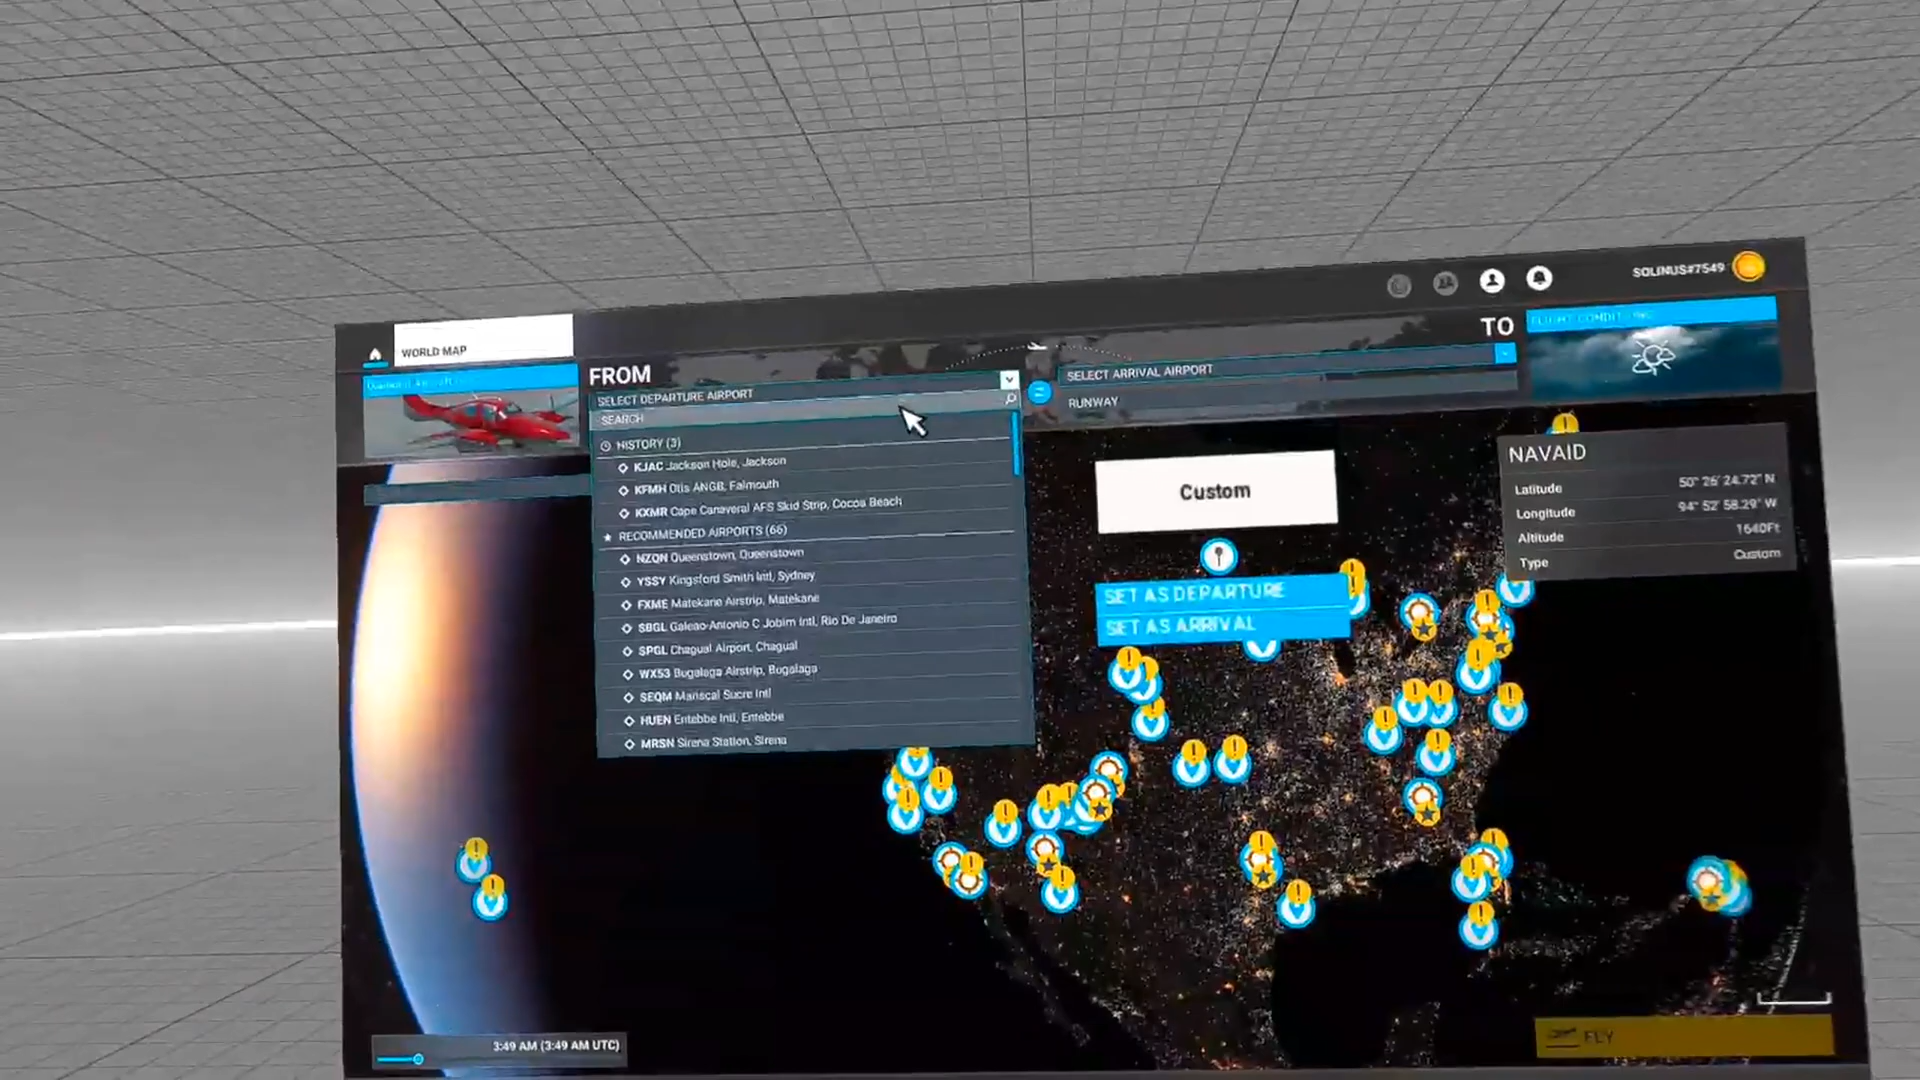 SOLINUS#7549
WORLD MAP
FROM
TO
FLIGHT CONDITIONS
SELECT DEPARTURE AIRPORT
SELECT ARRIVAL AIRPORT
SEARCH
RUNWAY
HISTORY (3)
KJAC Jackson Hole, Jackson
KFMH Otis ANGB, Falmouth
KXMR Cape Canaveral AFS Skid Strip, Cocoa Beach
RECOMMENDED AIRPORTS (66)
NZQN Queenstown, Queenstown
YSSY Kingsford Smith Intl, Sydney
FXME Matekane Airstrip, Matekane
SBGL Galeao-Antonio C Jobim Intl, Rio De Janeiro
SPGL Chagual Airport, Chagual
WX53 Bugalaga Airstrip, Bugalaga
SEQM Mariscal Sucre Intl
HUEN Entebbe Intl, Entebbe
MRSN Sirena Station, Sirena
Custom
SET AS DEPARTURE
SET AS ARRIVAL
NAVAID
Latitude 50° 26' 24.72" N
Longitude 94° 52' 58.29" W
Altitude 1640Ft
Type Custom
3:49 AM (3:49 AM UTC)
FLY